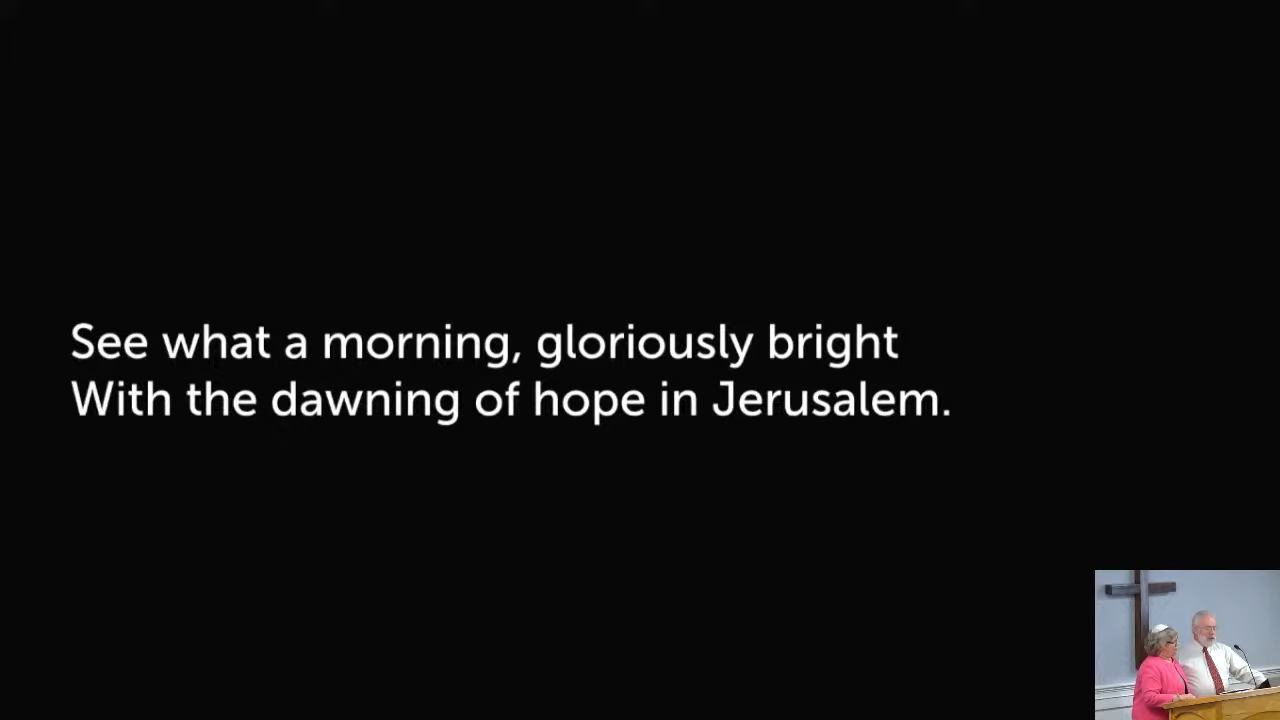 See what a morning, gloriously bright
With the dawning of hope in Jerusalem.